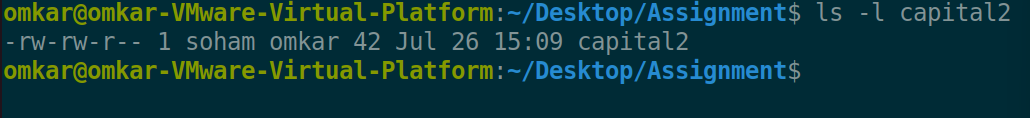 omkar@omkar-VMware-Virtual-Platform:~/Desktop/Assignment$ ls -l capital2
-rw-rw-r-- 1 soham omkar 42 Jul 26 15:09 capital2
omkar@omkar-VMware-Virtual-Platform:~/Desktop/Assignment$